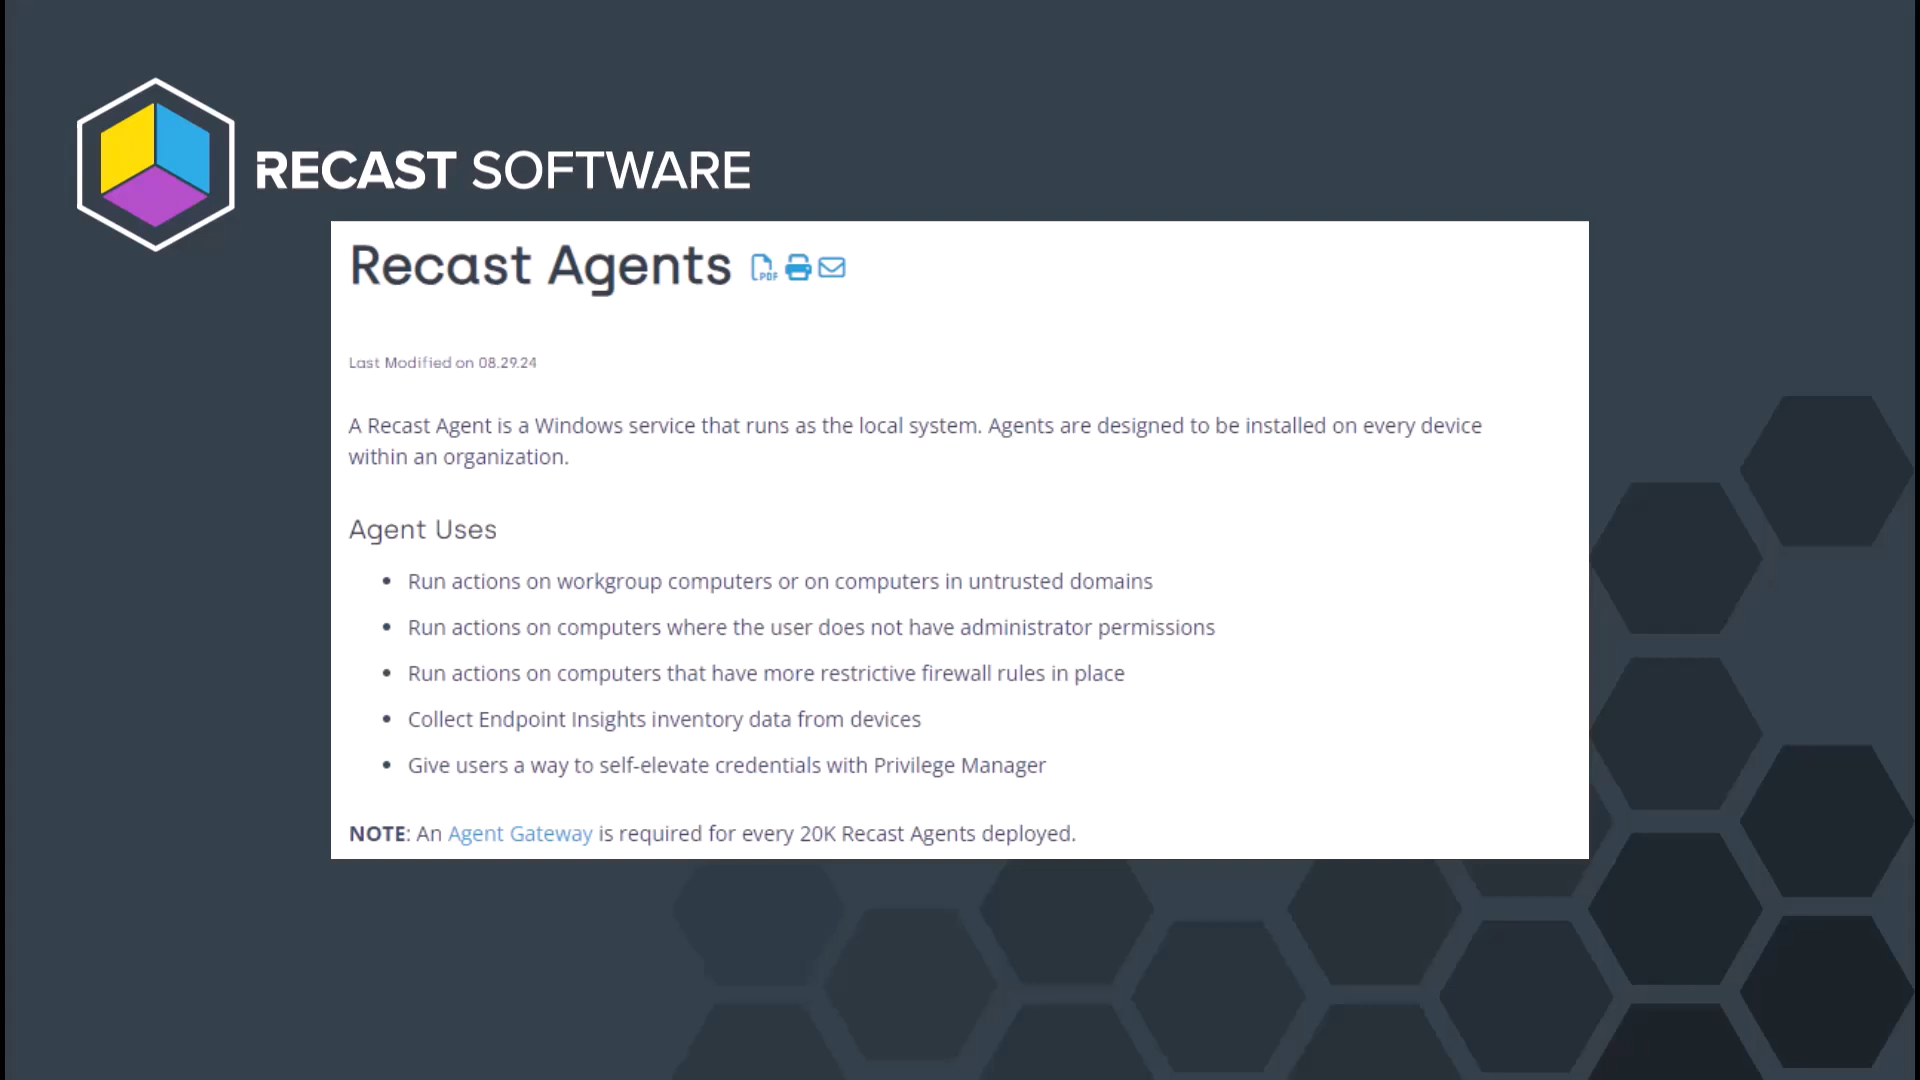 RECAST SOFTWARE
Recast Agents
PDF
Last Modified on 08.29.24
A Recast Agent is a Windows service that runs as the local system. Agents are designed to be installed on every device
within an organization.
Agent Uses
• Run actions on workgroup computers or on computers in untrusted domains
• Run actions on computers where the user does not have administrator permissions
• Run actions on computers that have more restrictive firewall rules in place
• Collect Endpoint Insights inventory data from devices
• Give users a way to self-elevate credentials with Privilege Manager
NOTE: An Agent Gateway is required for every 20K Recast Agents deployed.